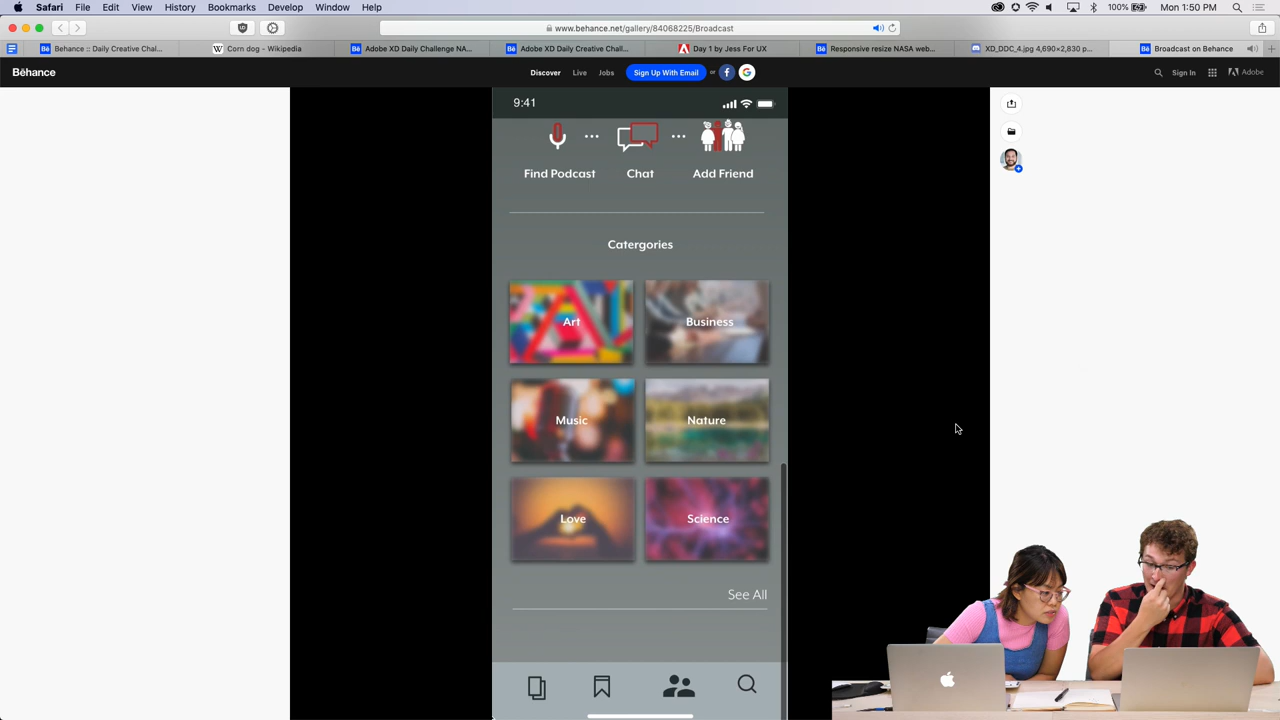 Safari File Edit View History Bookmarks Develop Window Help 100% Mon 1:50 PM
www.behance.net/gallery/84068225/Broadcast
Behance :: Daily Creative Chal... Corn dog - Wikipedia Adobe XD Daily Challenge NA... Adobe XD Daily Creative Challen... Day 1 by Jess For UX Responsive resize NASA web... XD_DDC_4.jpg 4,690×2,830 p... Broadcast on Behance
Bēhance Discover Live Jobs Sign Up With Email or Sign In Adobe
9:41
Find Podcast Chat Add Friend
Catergories
Art Business
Music Nature
Love Science
See All